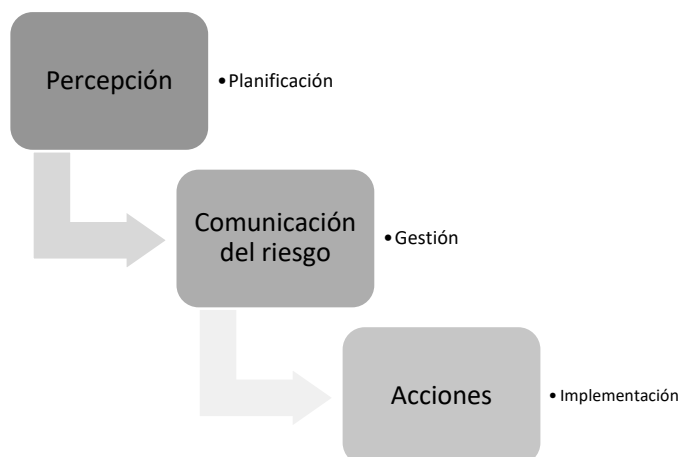 Percepción
•Planificación
Comunicación
del riesgo
•Gestión
Acciones
• Implementación